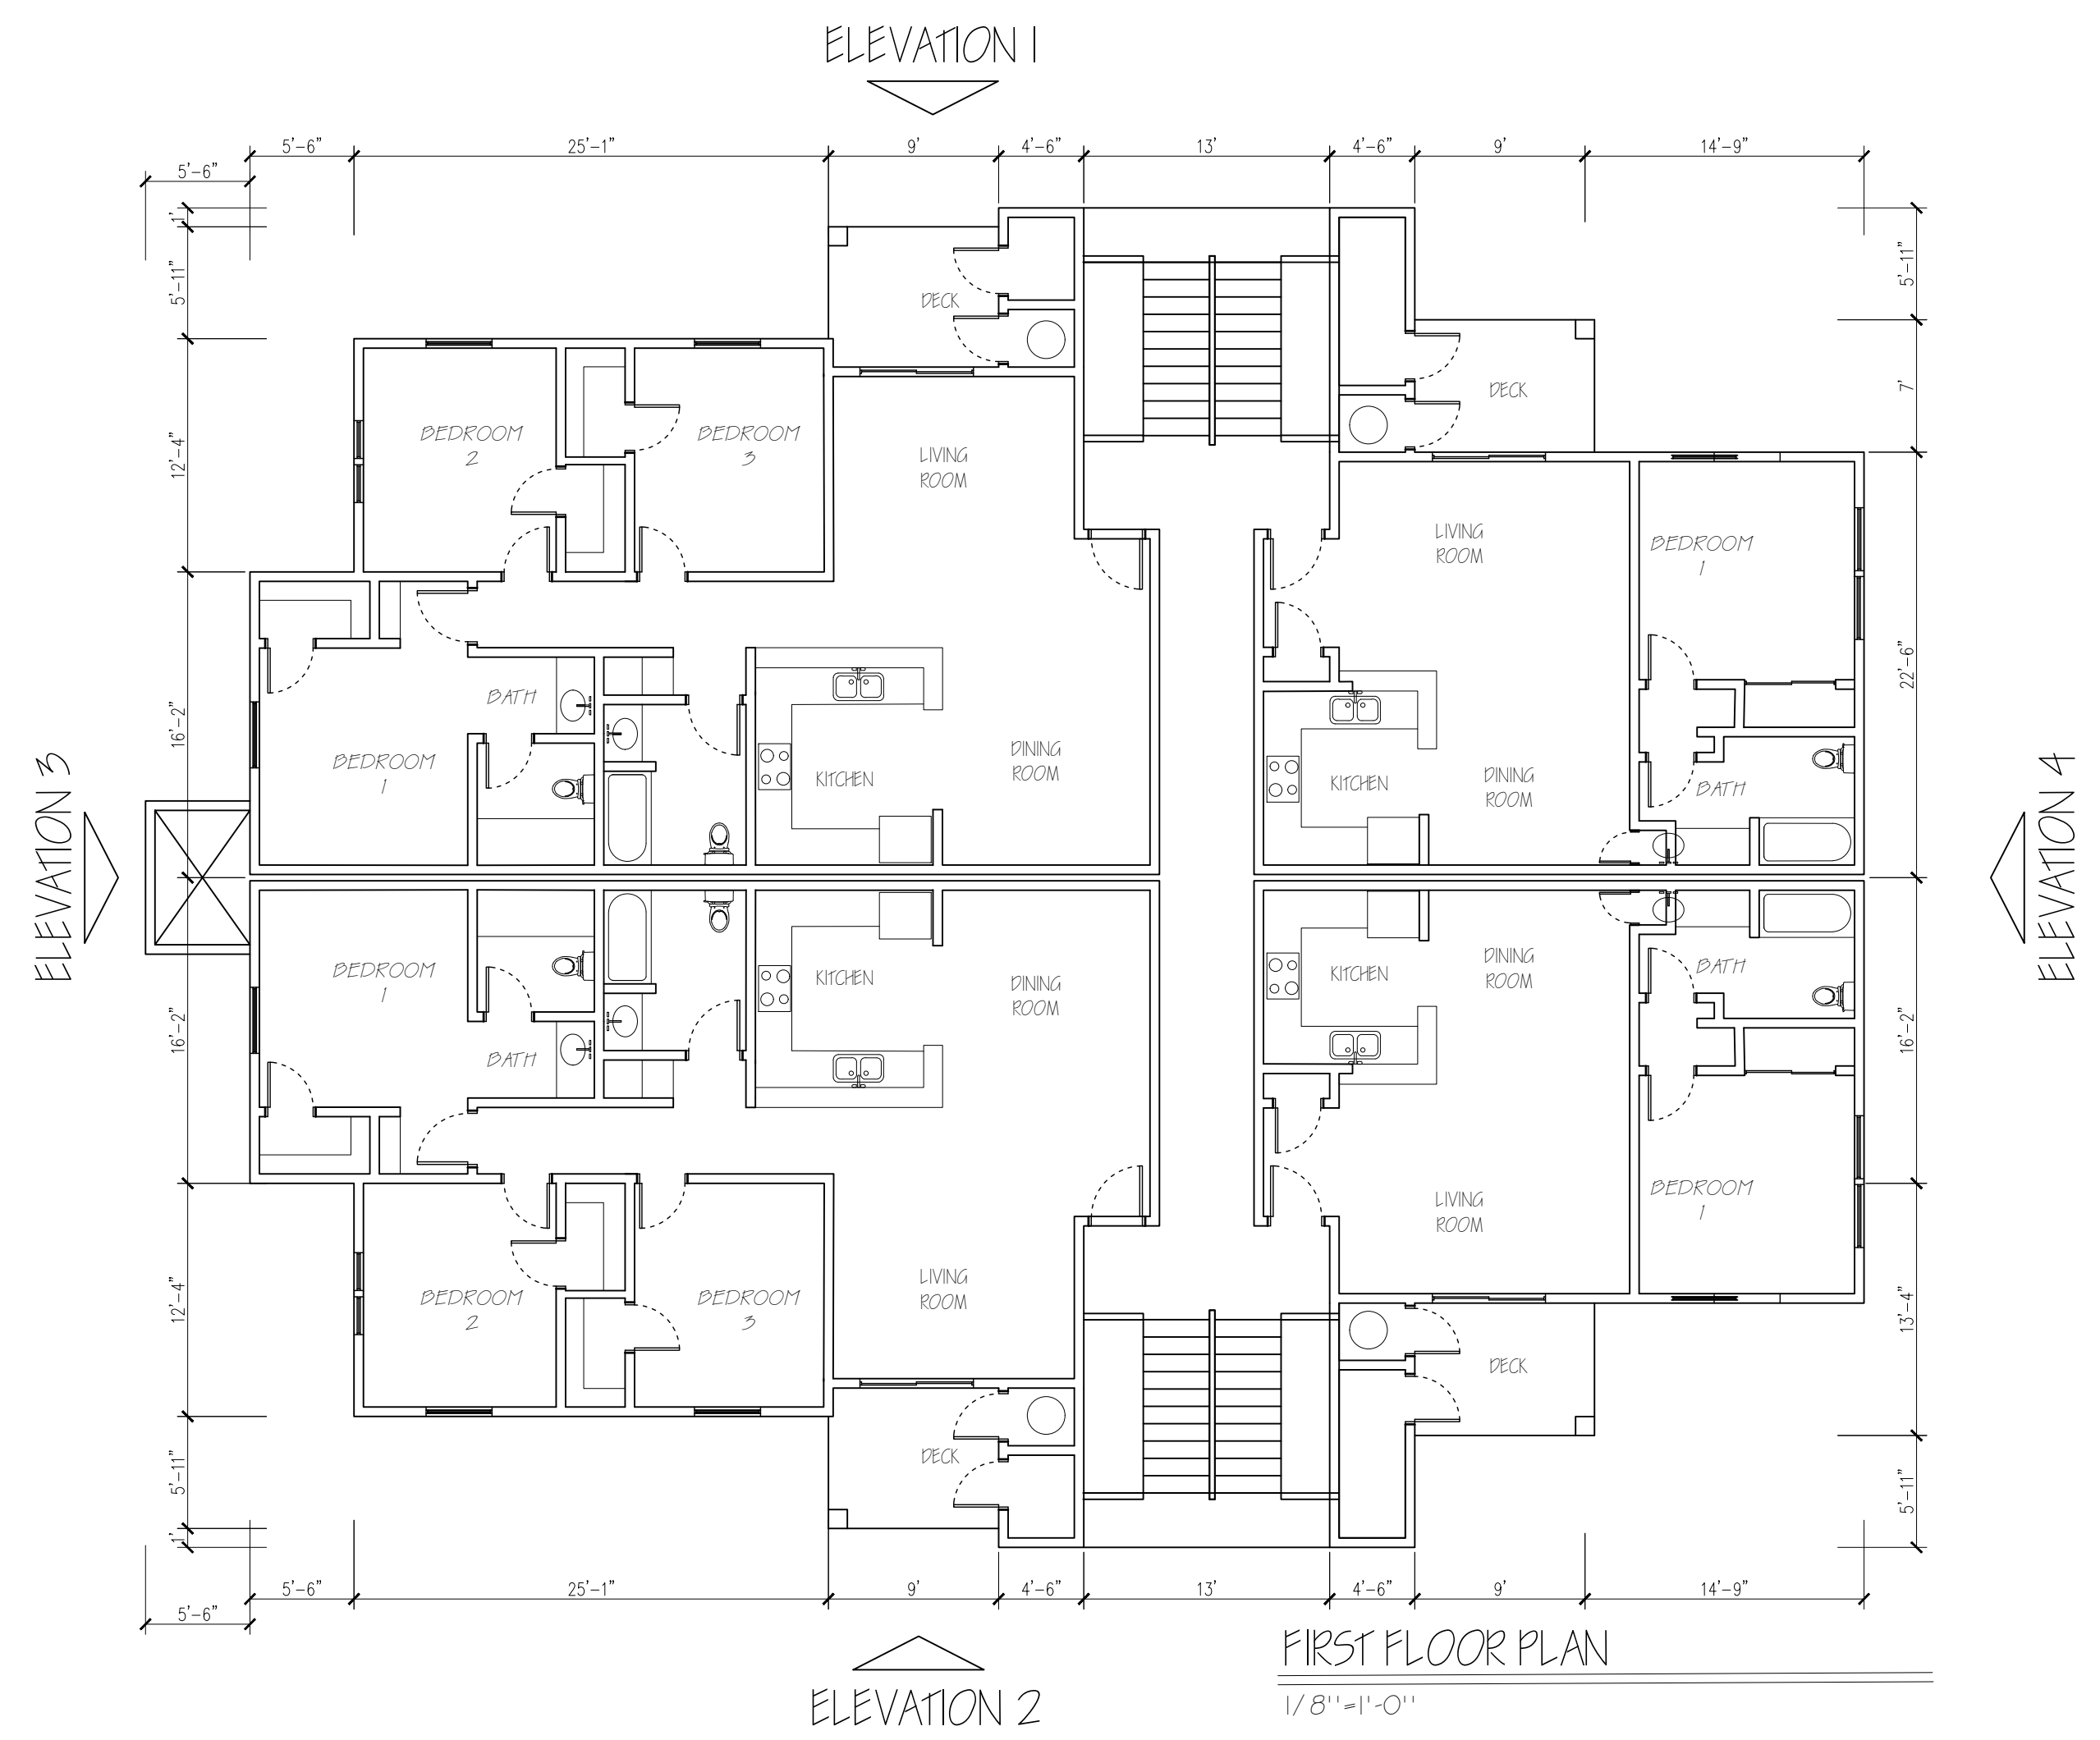 ELEVATION 1
5'-6" 25'-1" 9' 4'-6" 13' 4'-6" 9' 14'-9"
5'-6"
1'
5'-11"
5'-11"
DECK
7'
DECK
12'-4"
BEDROOM
2
BEDROOM
3
LIVING
ROOM
LIVING
ROOM
BEDROOM
1
22'-6"
BATH
16'-2"
BEDROOM
1
KITCHEN
DINING
ROOM
KITCHEN
DINING
ROOM
BATH
ELEVATION 3
ELEVATION 4
BEDROOM
1
KITCHEN
DINING
ROOM
KITCHEN
DINING
ROOM
BATH
16'-2"
BATH
16'-2"
BEDROOM
1
LIVING
ROOM
12'-4"
BEDROOM
2
BEDROOM
3
LIVING
ROOM
13'-4"
DECK
DECK
5'-11"
5'-11"
1'
5'-6" 25'-1" 9' 4'-6" 13' 4'-6" 9' 14'-9"
5'-6"
ELEVATION 2
FIRST FLOOR PLAN
1/8''=1'-0''